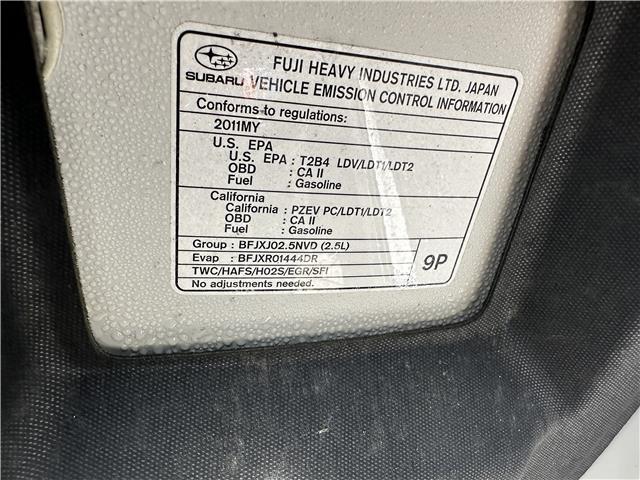 FUJI HEAVY INDUSTRIES LTD. JAPAN
SUBARU VEHICLE EMISSION CONTROL INFORMATION
Conforms to regulations:
2011MY
U.S. EPA
U.S. EPA : T2B4 LDV/LDT1/LDT2
OBD : CA II
Fuel : Gasoline
California
California : PZEV PC/LDT1/LDT2
OBD : CA II
Fuel : Gasoline
Group : BFJXJ02.5NVD (2.5L)
Evap : BFJXR01444DR
TWC/HAFS/HO2S/EGR/SFI
No adjustments needed.
9P